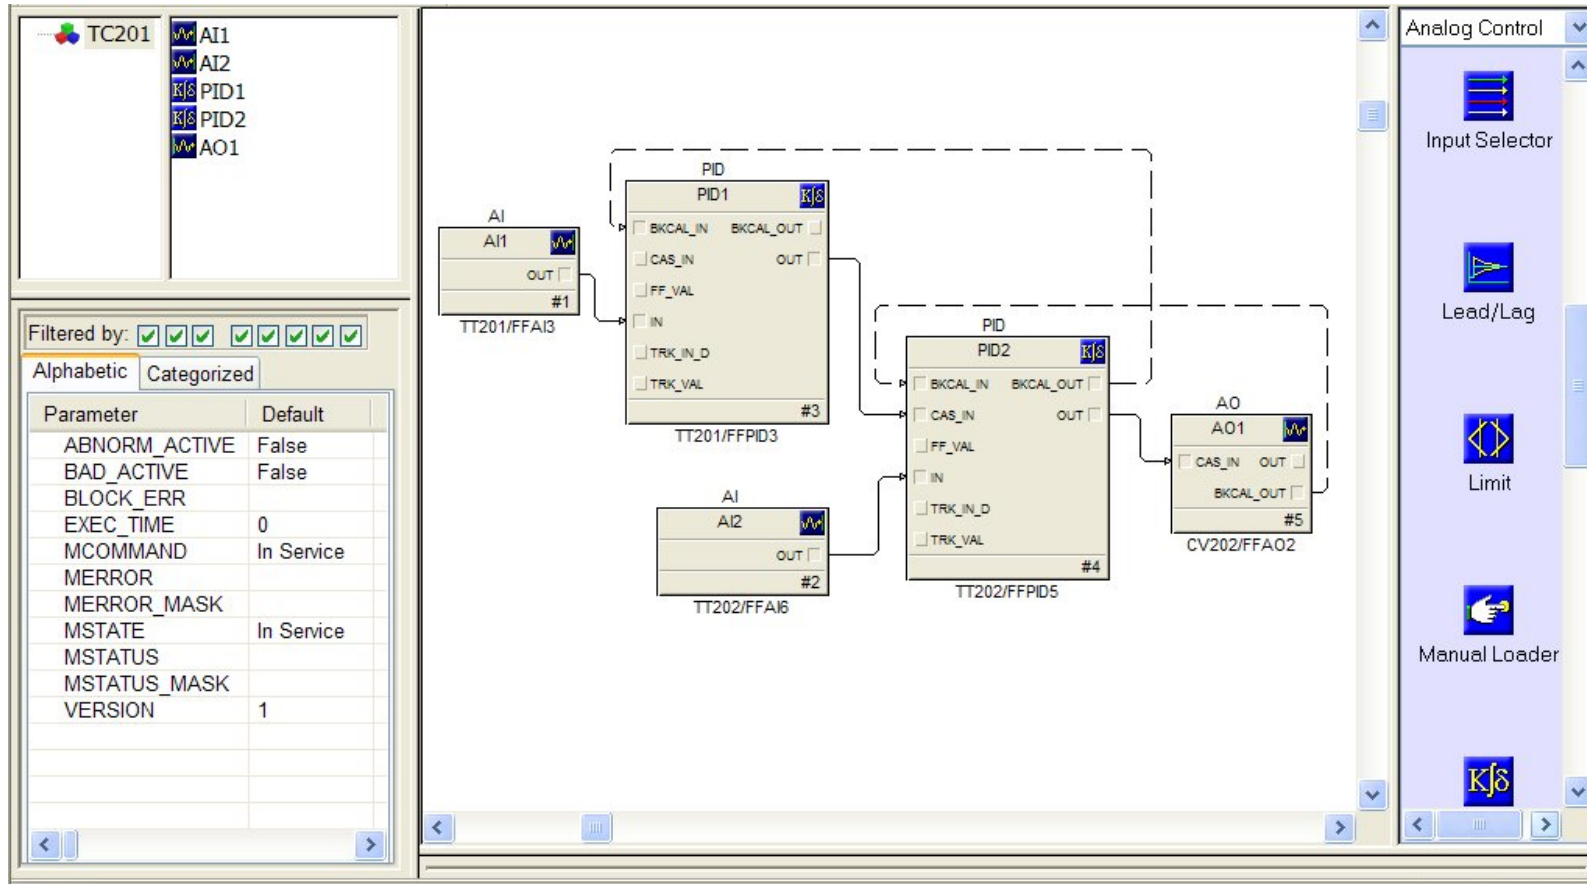 TC201
AI1
AI2
PID1
PID2
AO1
Filtered by:
Alphabetic Categorized
Parameter Default
ABNORM_ACTIVE False
BAD_ACTIVE False
BLOCK_ERR
EXEC_TIME 0
MCOMMAND In Service
MERROR
MERROR_MASK
MSTATE In Service
MSTATUS
MSTATUS_MASK
VERSION 1
AI
AI1
OUT
#1
TT201/FFAI3
PID
PID1
BKCAL_IN BKCAL_OUT
CAS_IN OUT
FF_VAL
IN
TRK_IN_D
TRK_VAL
#3
TT201/FFPID3
AI
AI2
OUT
#2
TT202/FFAI6
PID
PID2
BKCAL_IN BKCAL_OUT
CAS_IN OUT
FF_VAL
IN
TRK_IN_D
TRK_VAL
#4
TT202/FFPID5
AO
AO1
CAS_IN OUT
BKCAL_OUT
#5
CV202/FFAO2
Analog Control
Input Selector
Lead/Lag
Limit
Manual Loader